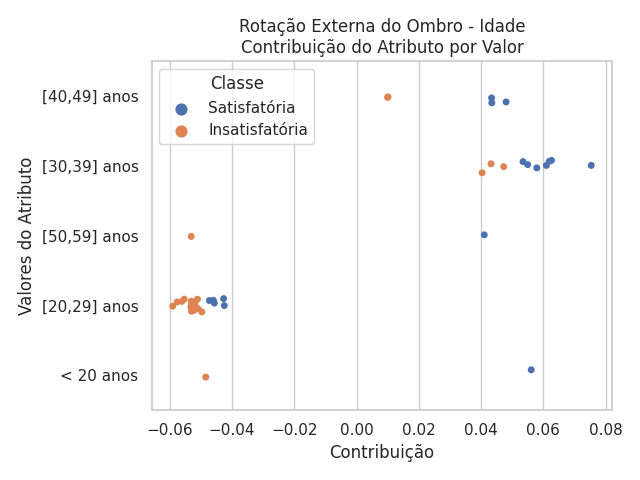 Rotação Externa do Ombro - Idade
Contribuição do Atributo por Valor
Classe
Satisfatória
Insatisfatória
Valores do Atributo
[40,49] anos
[30,39] anos
[50,59] anos
[20,29] anos
< 20 anos
−0.06 −0.04 −0.02 0.00 0.02 0.04 0.06 0.08
Contribuição